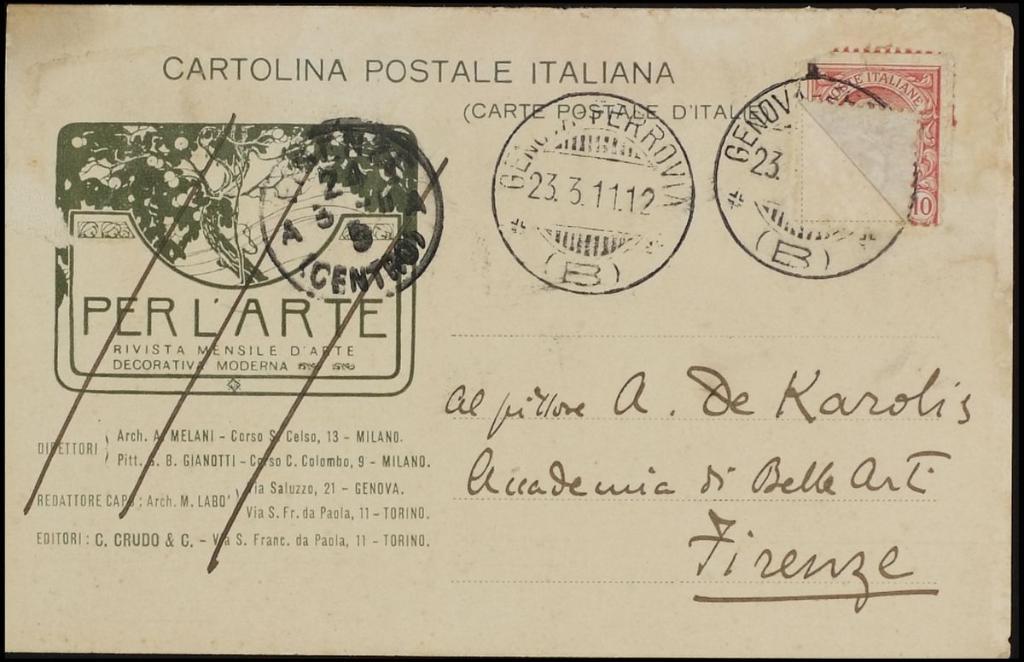 CARTOLINA POSTALE ITALIANA
(CARTE POSTALE D'ITALIE
POSTE ITALIANE
10
GENOVA FERROVIA
23.3.11.12
(B)
GENOVA
23.
(B)
24
3
(CENTRO)
PER L'ARTE
RIVISTA MENSILE D'ARTE
DECORATIVA MODERNA
DIRETTORI } Arch. A. MELANI - Corso S. Celso, 13 - MILANO.
Pitt. G. B. GIANOTTI - Corso C. Colombo, 9 - MILANO.
REDATTORE CAPO: Arch. M. LABO' } Via Saluzzo, 21 - GENOVA.
Via S. Fr. da Paola, 11 - TORINO.
EDITORI: C. CRUDO & C. - Via S. Franc. da Paola, 11 - TORINO.
Al pittore A. De Karolis
Accademia di Belle Arti
Firenze